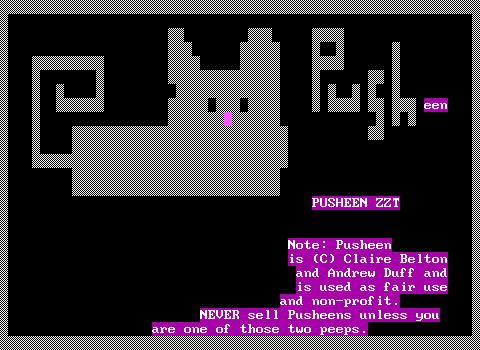 Pusheen
PUSHEEN ZZT
Note: Pusheen
is (C) Claire Belton
and Andrew Duff and
is used as fair use
and non-profit.
NEVER sell Pusheens unless you
are one of those two peeps.